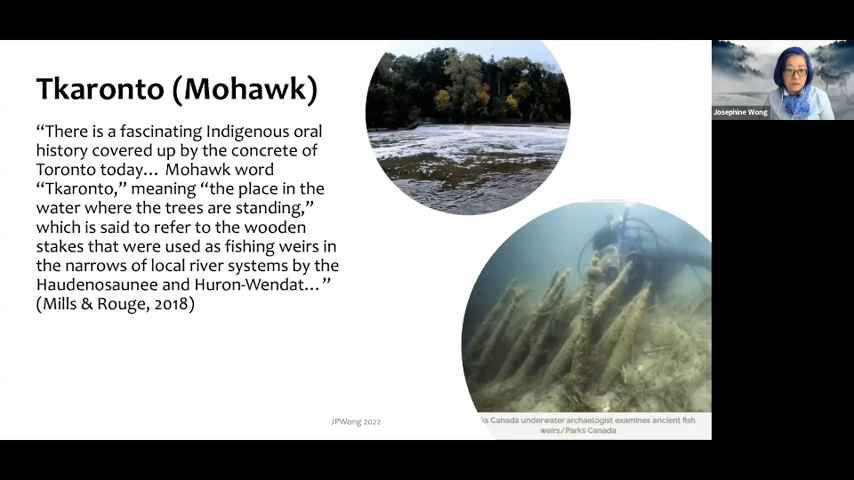 Tkaronto (Mohawk)
“There is a fascinating Indigenous oral
history covered up by the concrete of
Toronto today… Mohawk word
“Tkaronto,” meaning “the place in the
water where the trees are standing,”
which is said to refer to the wooden
stakes that were used as fishing weirs in
the narrows of local river systems by the
Haudenosaunee and Huron-Wendat…”
(Mills & Rouge, 2018)
Josephine Wong
ks Canada underwater archaeologist examines ancient fish
weirs/Parks Canada
JPWong 2022